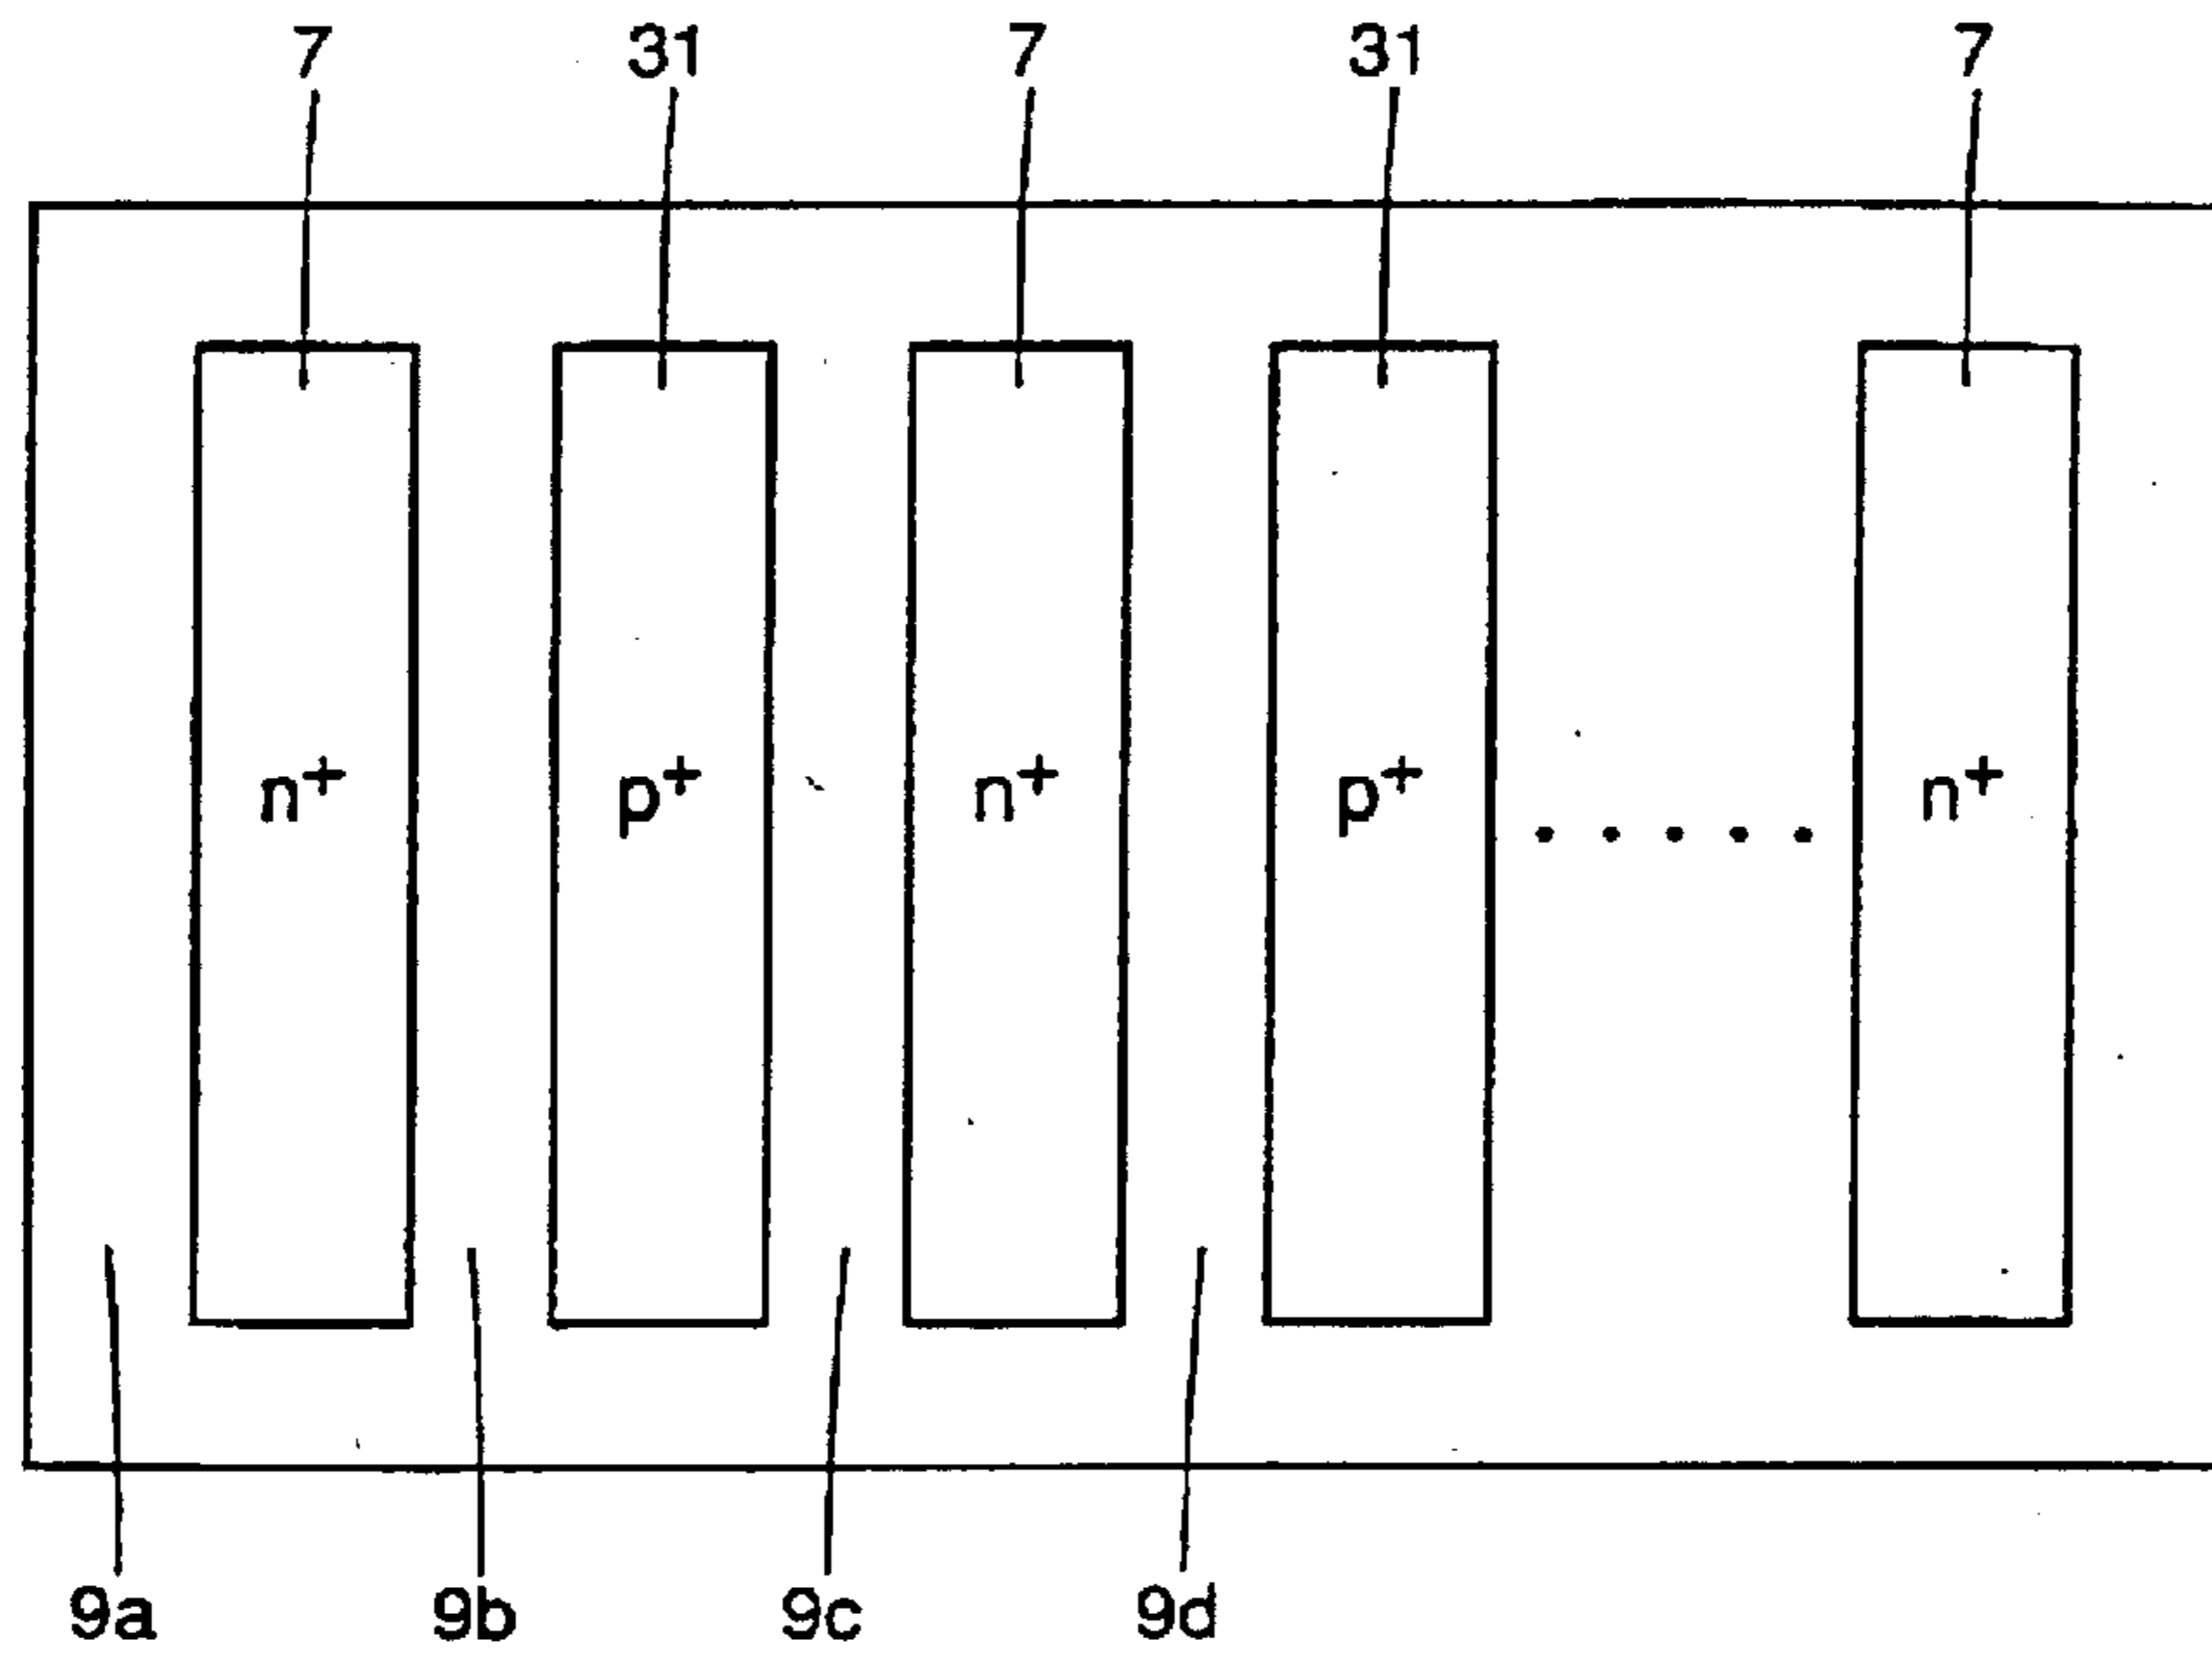 7 31 7 31 7
n+ p+ n+ p+ ..... n+
9a 9b 9c 9d